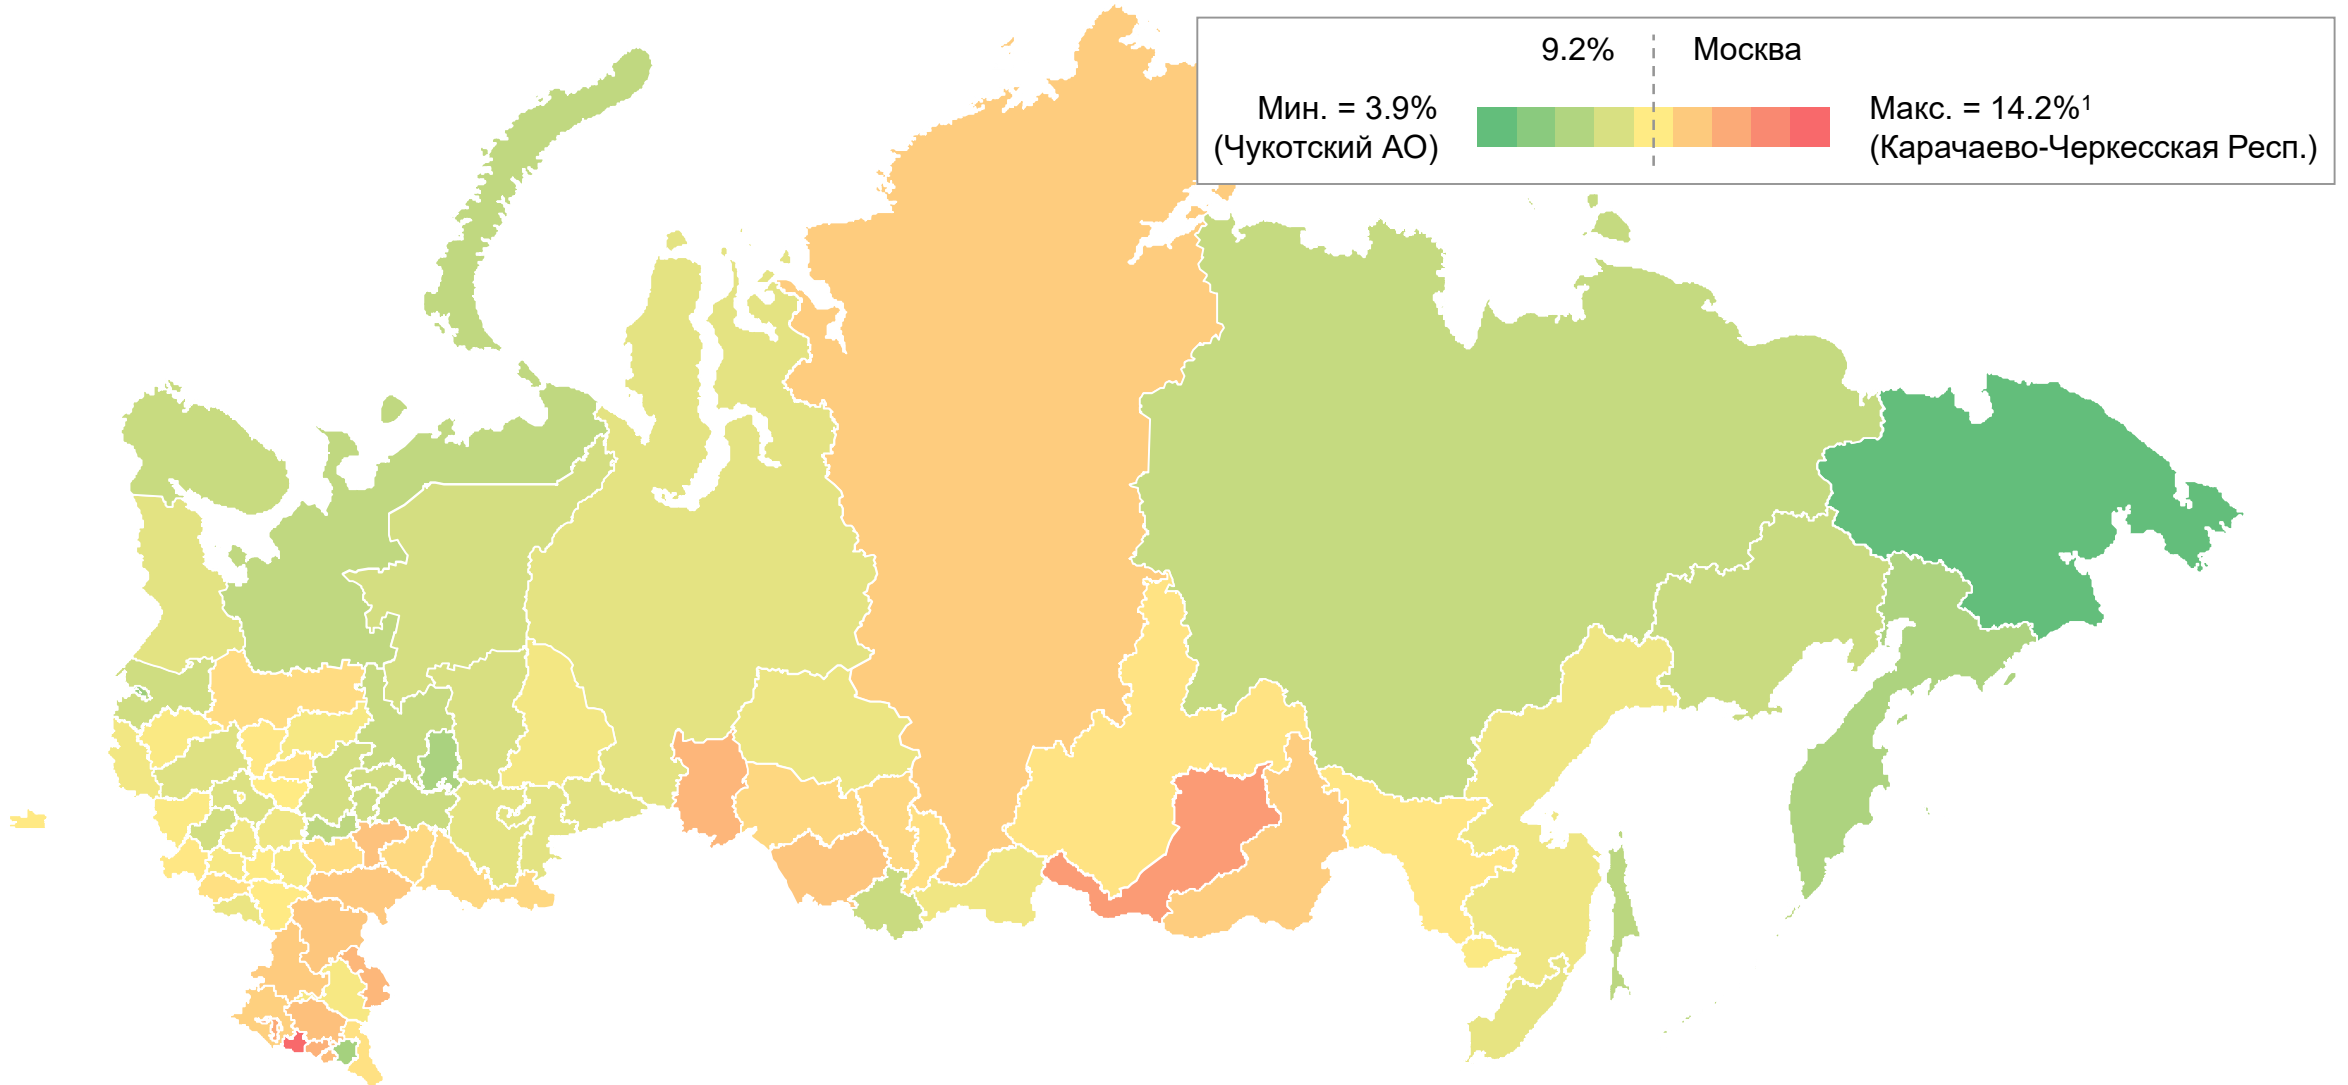 9.2% Москва
Мин. = 3.9%
(Чукотский АО)
Макс. = 14.2%¹
(Карачаево-Черкесская Респ.)